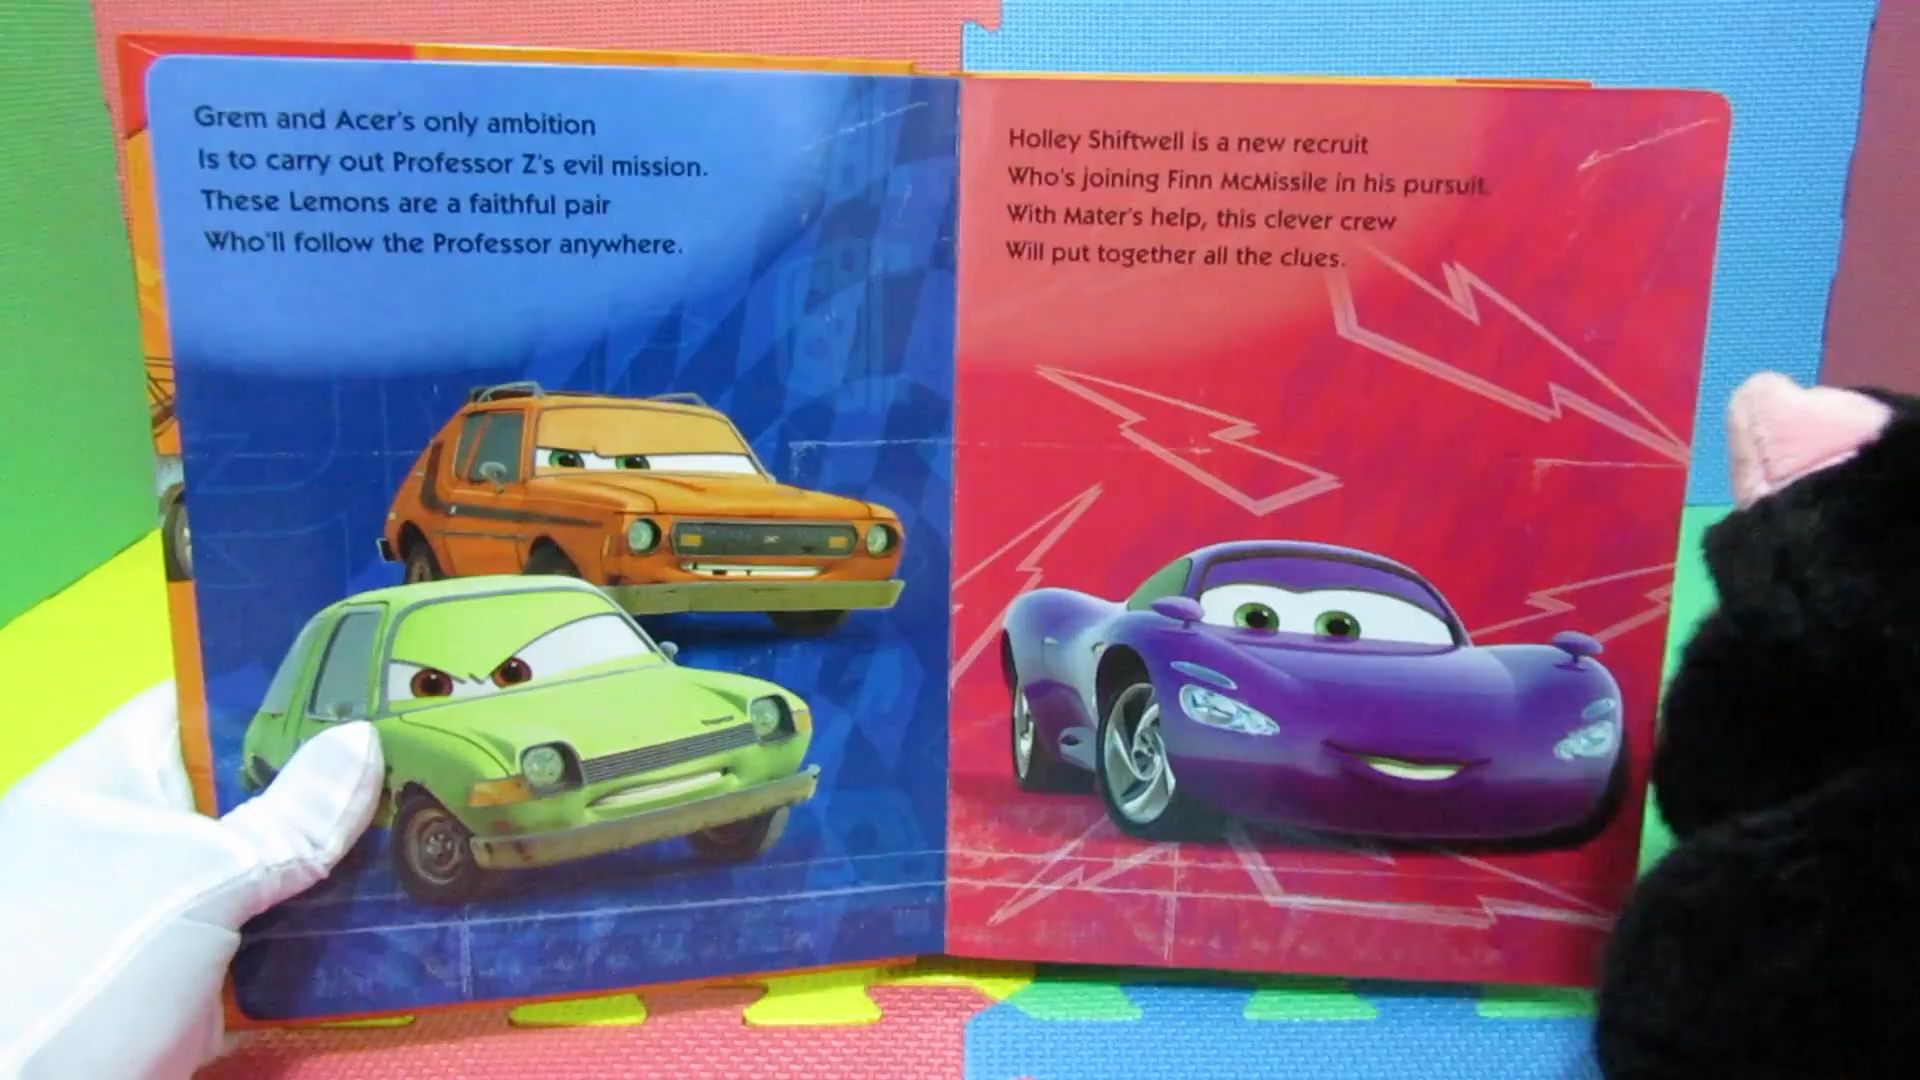 Grem and Acer's only ambition
Is to carry out Professor Z's evil mission.
These Lemons are a faithful pair
Who'll follow the Professor anywhere.
Holley Shiftwell is a new recruit
Who's joining Finn McMissile in his pursuit.
With Mater's help, this clever crew
Will put together all the clues.